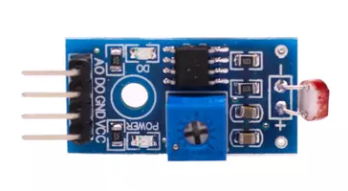 AO DO GND VCC
DO
POWER
- +